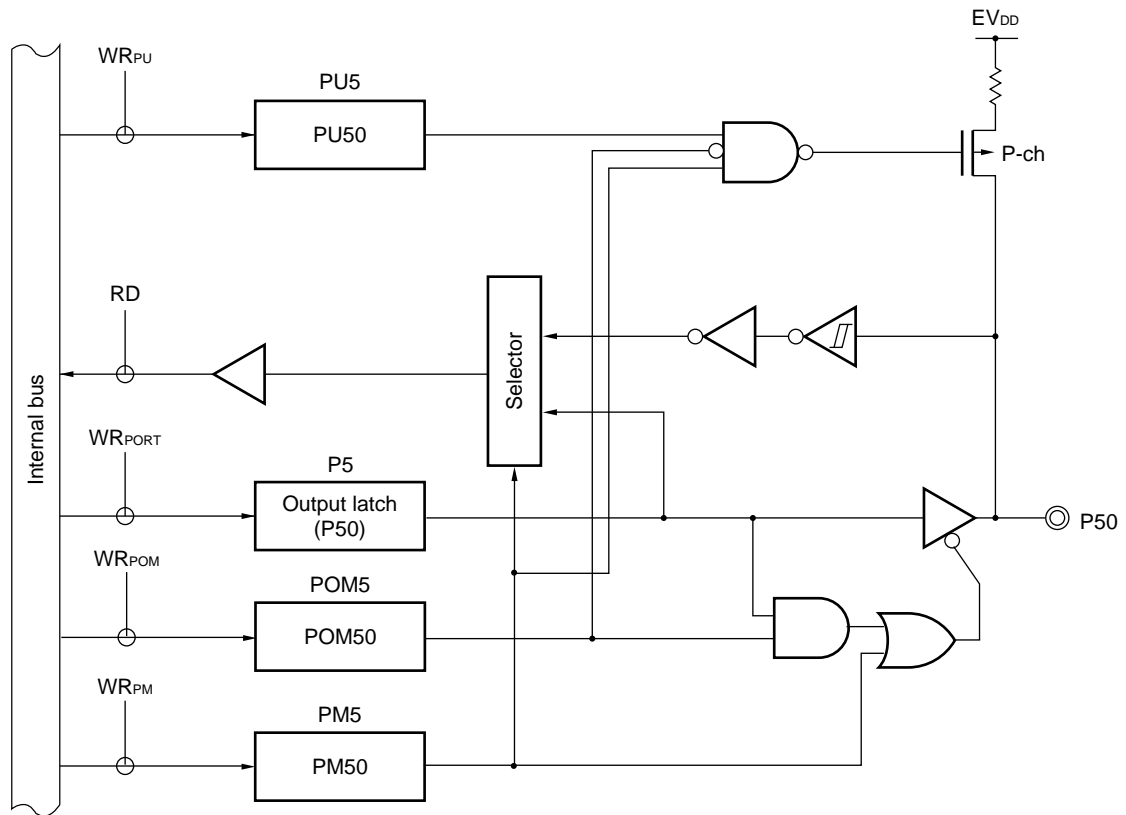 EVDD
WRPU
PU5
PU50
P-ch
RD
Selector
Internal bus
WRPORT
P5
Output latch
(P50)
P50
WRPOM
POM5
POM50
WRPM
PM5
PM50